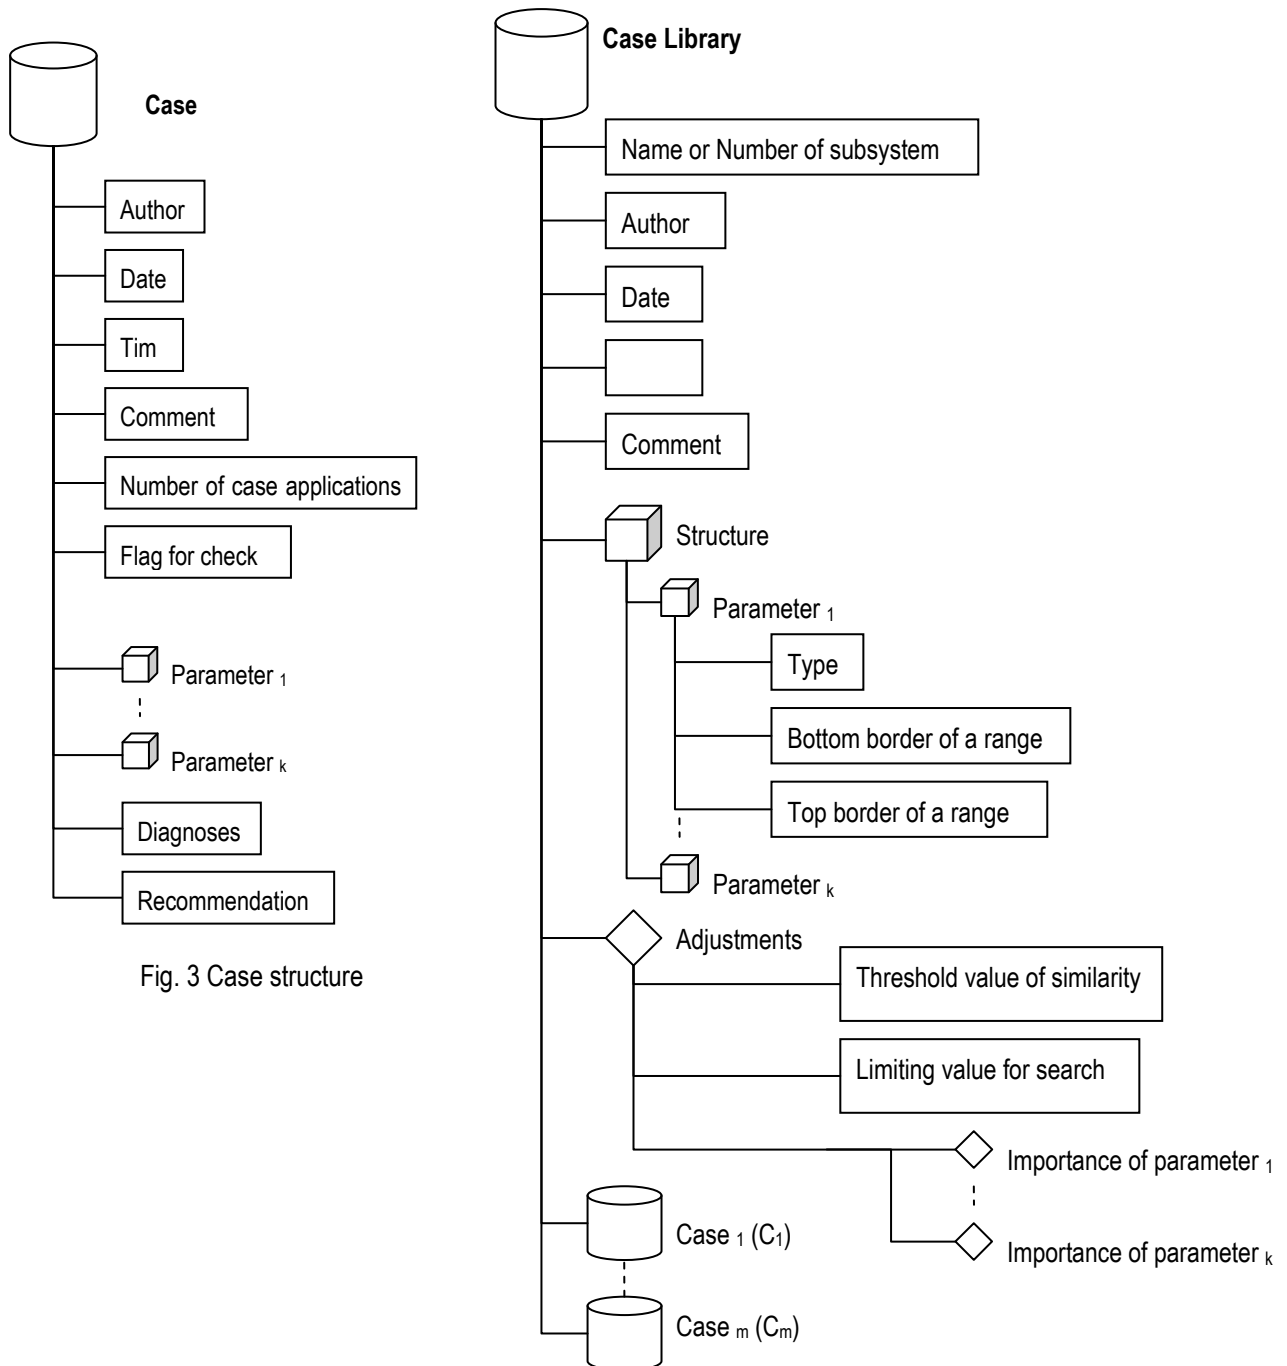 Case
Author
Date
Tim
Comment
Number of case applications
Flag for check
Parameter 1
Parameter k
Diagnoses
Recommendation
Fig. 3 Case structure
Case Library
Name or Number of subsystem
Author
Date
Comment
Structure
Parameter 1
Type
Bottom border of a range
Top border of a range
Parameter k
Adjustments
Threshold value of similarity
Limiting value for search
Importance of parameter 1
Importance of parameter k
Case 1 (C1)
Case m (Cm)